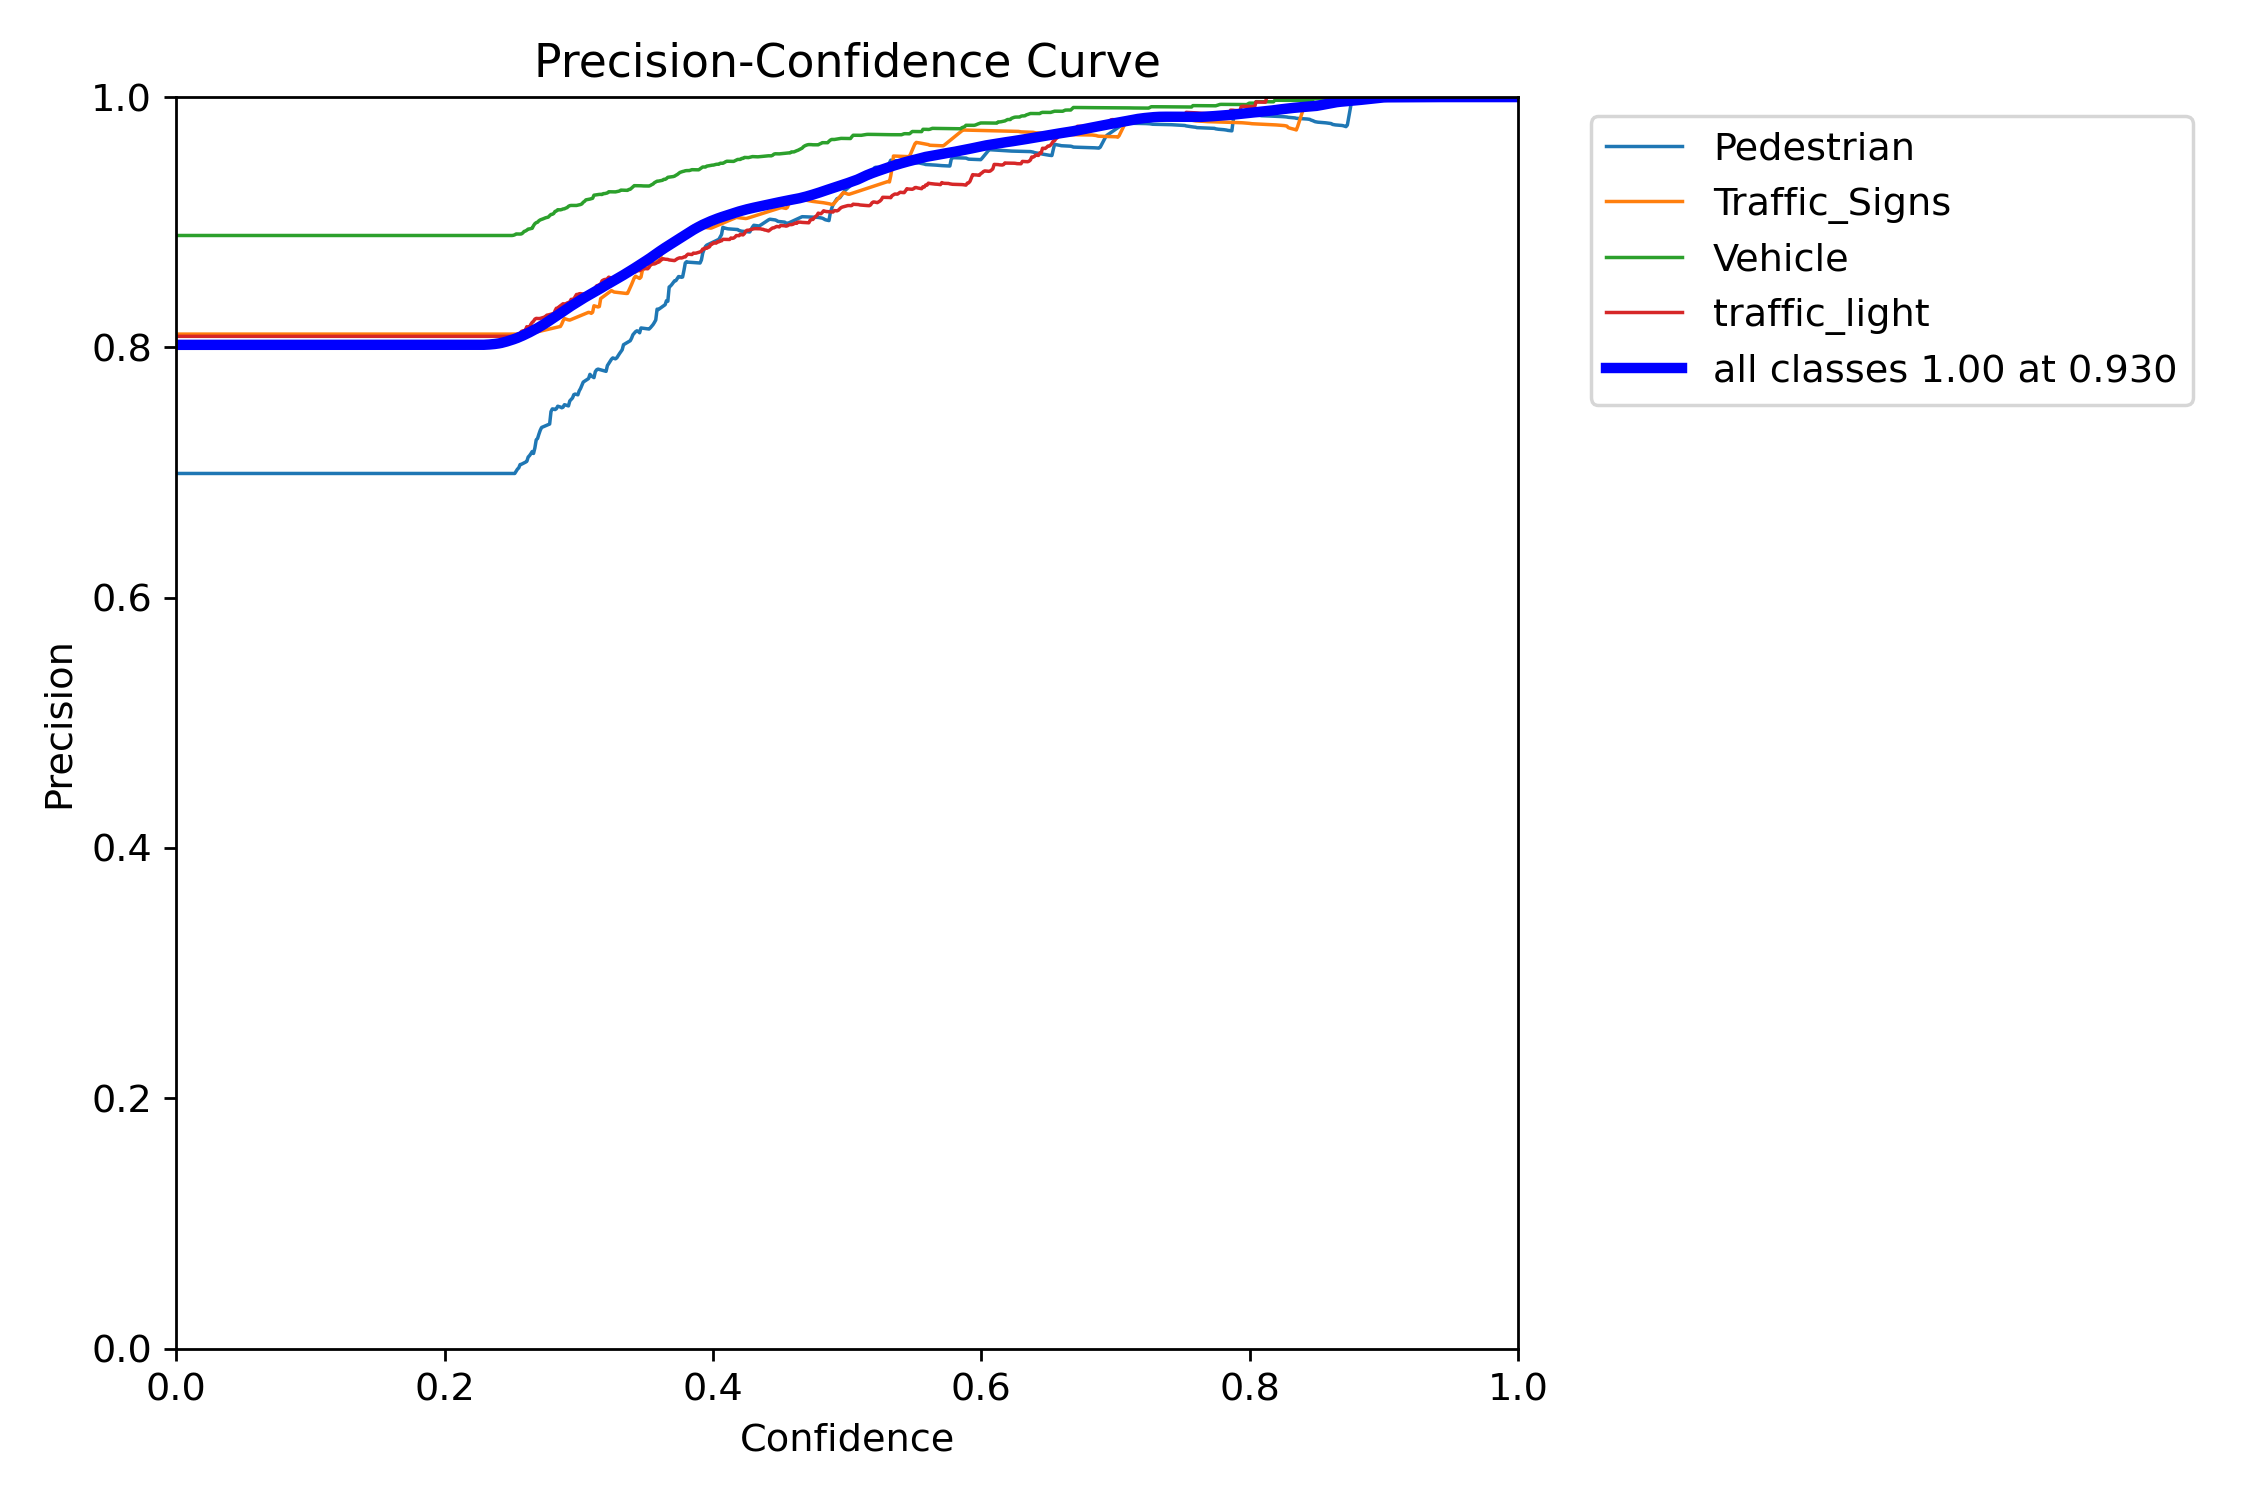 Precision-Confidence Curve
1.0
0.8
0.6
0.4
0.2
0.0
Precision
0.0 0.2 0.4 0.6 0.8 1.0
Confidence
Pedestrian
Traffic_Signs
Vehicle
traffic_light
all classes 1.00 at 0.930